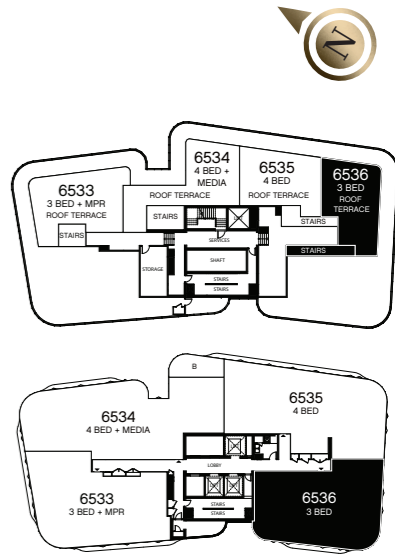 N
6533
3 BED + MPR
ROOF TERRACE
STAIRS
6534
4 BED +
MEDIA
ROOF TERRACE
STAIRS
6535
4 BED
ROOF TERRACE
6536
3 BED
ROOF
TERRACE
STAIRS
STAIRS
SERVICES
STORAGE
SHAFT
STAIRS
STAIRS
B
6534
4 BED + MEDIA
6535
4 BED
LOBBY
6533
3 BED + MPR
6536
3 BED
STAIRS
STAIRS